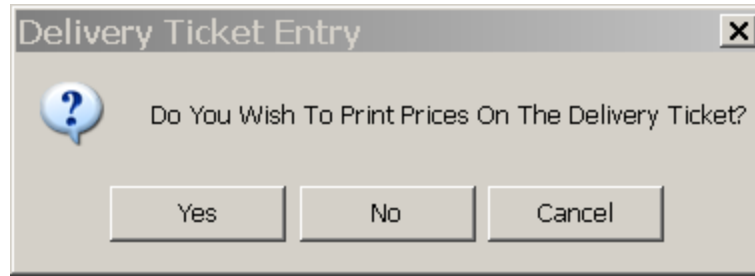 Delivery Ticket Entry
Do You Wish To Print Prices On The Delivery Ticket?
Yes
No
Cancel